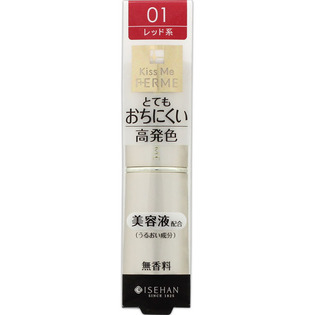 01
レッド系
Kiss Me
FERME
とても
おちにくい
高発色
美容液配合
(うるおい成分)
無香料
ISEHAN
SINCE 1825